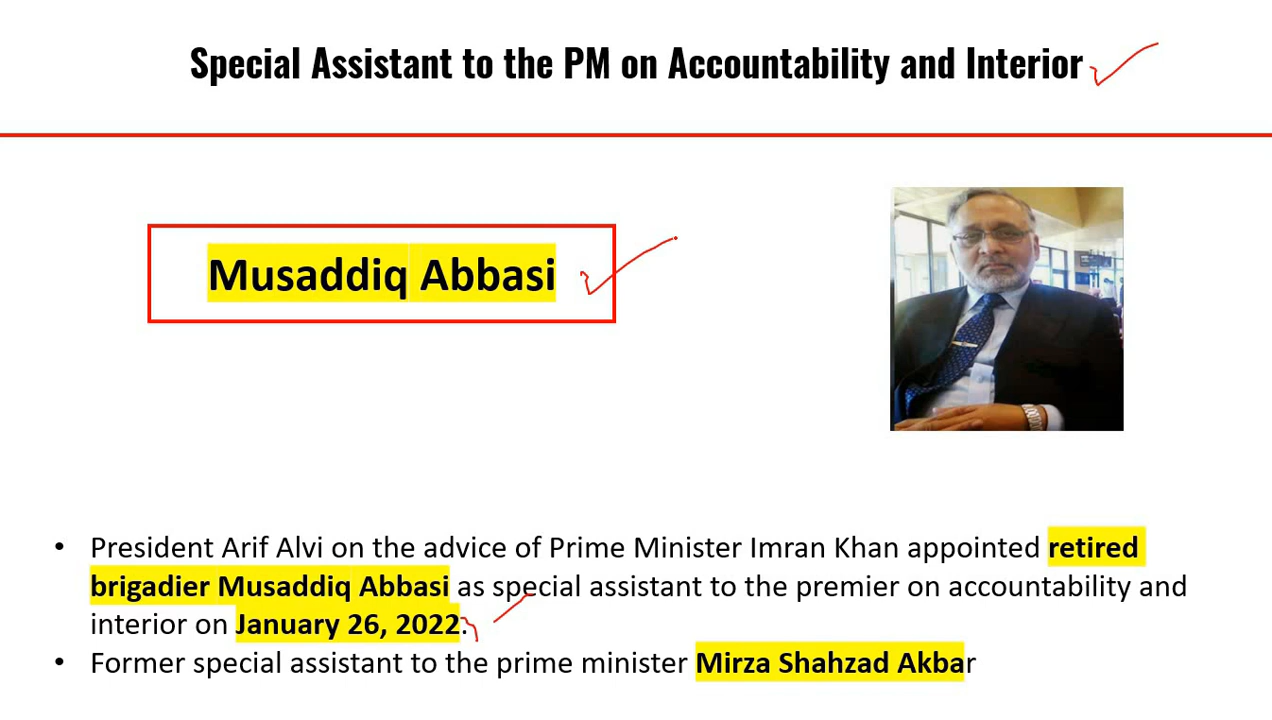 Special Assistant to the PM on Accountability and Interior
Musaddiq Abbasi
• President Arif Alvi on the advice of Prime Minister Imran Khan appointed retired
brigadier Musaddiq Abbasi as special assistant to the premier on accountability and
interior on January 26, 2022.
• Former special assistant to the prime minister Mirza Shahzad Akbar